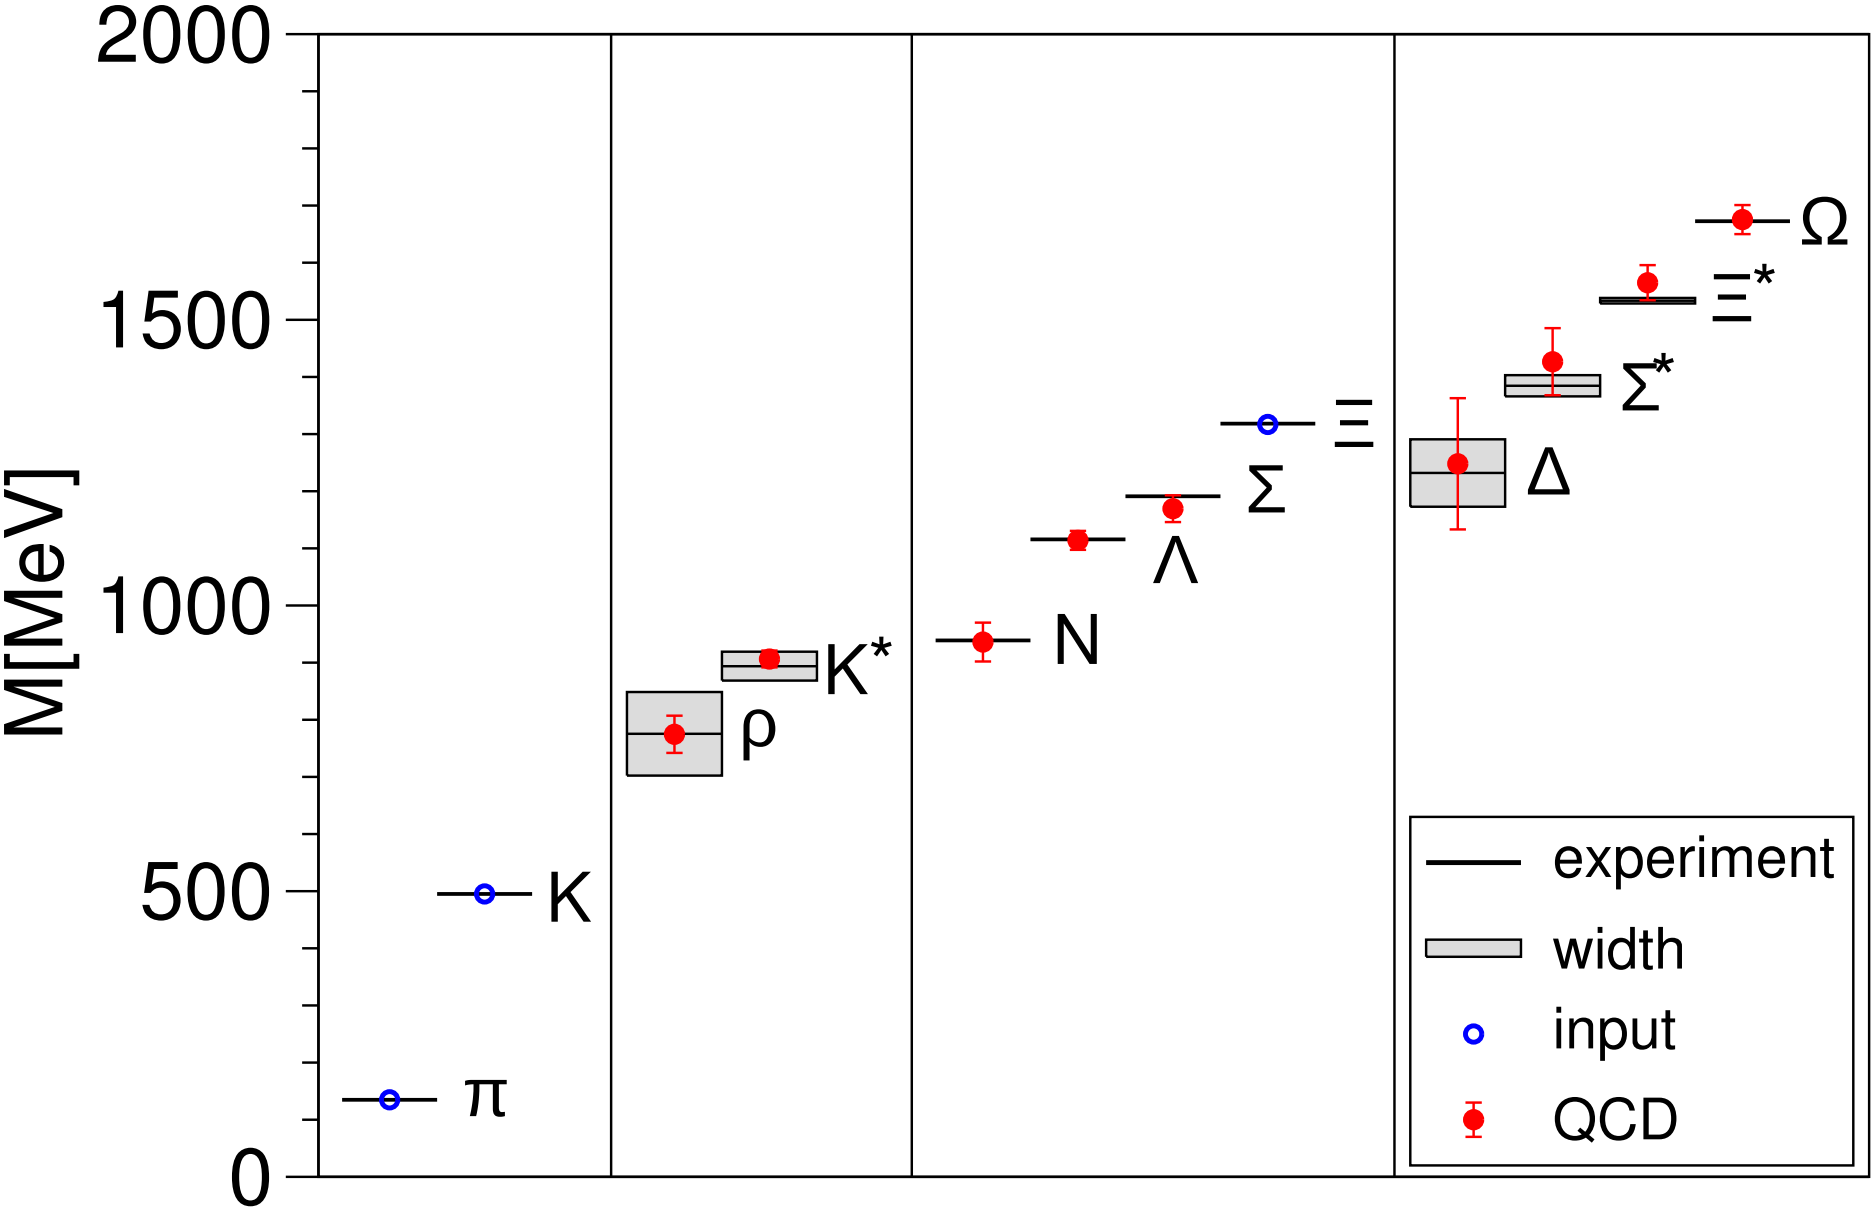 2000
1500
1000
500
0
M[MeV]
π
K
ρ
K*
N
Λ
Σ
Ξ
Δ
Σ*
Ξ*
Ω
experiment
width
input
QCD